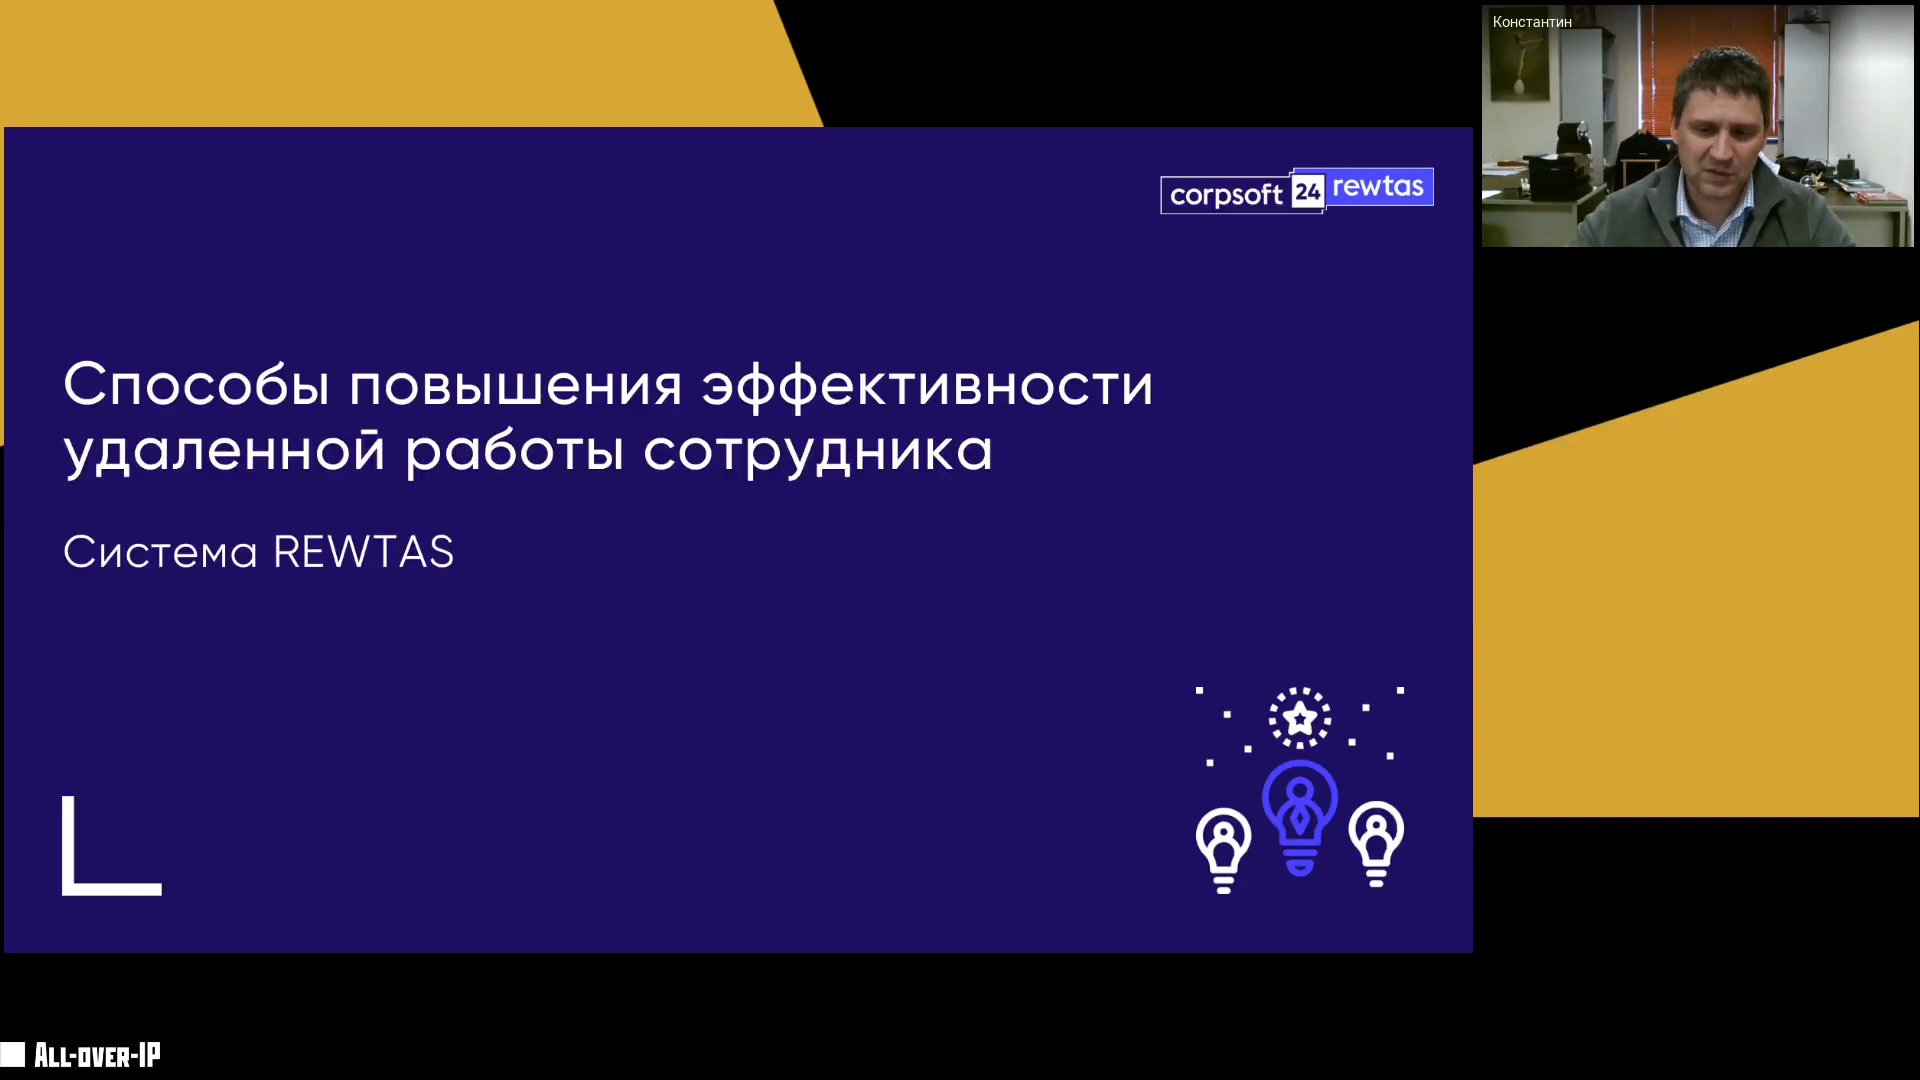 Константин
corpsoft 24 rewtas
Способы повышения эффективности
удаленной работы сотрудника
Система REWTAS
ALL-OVER-IP